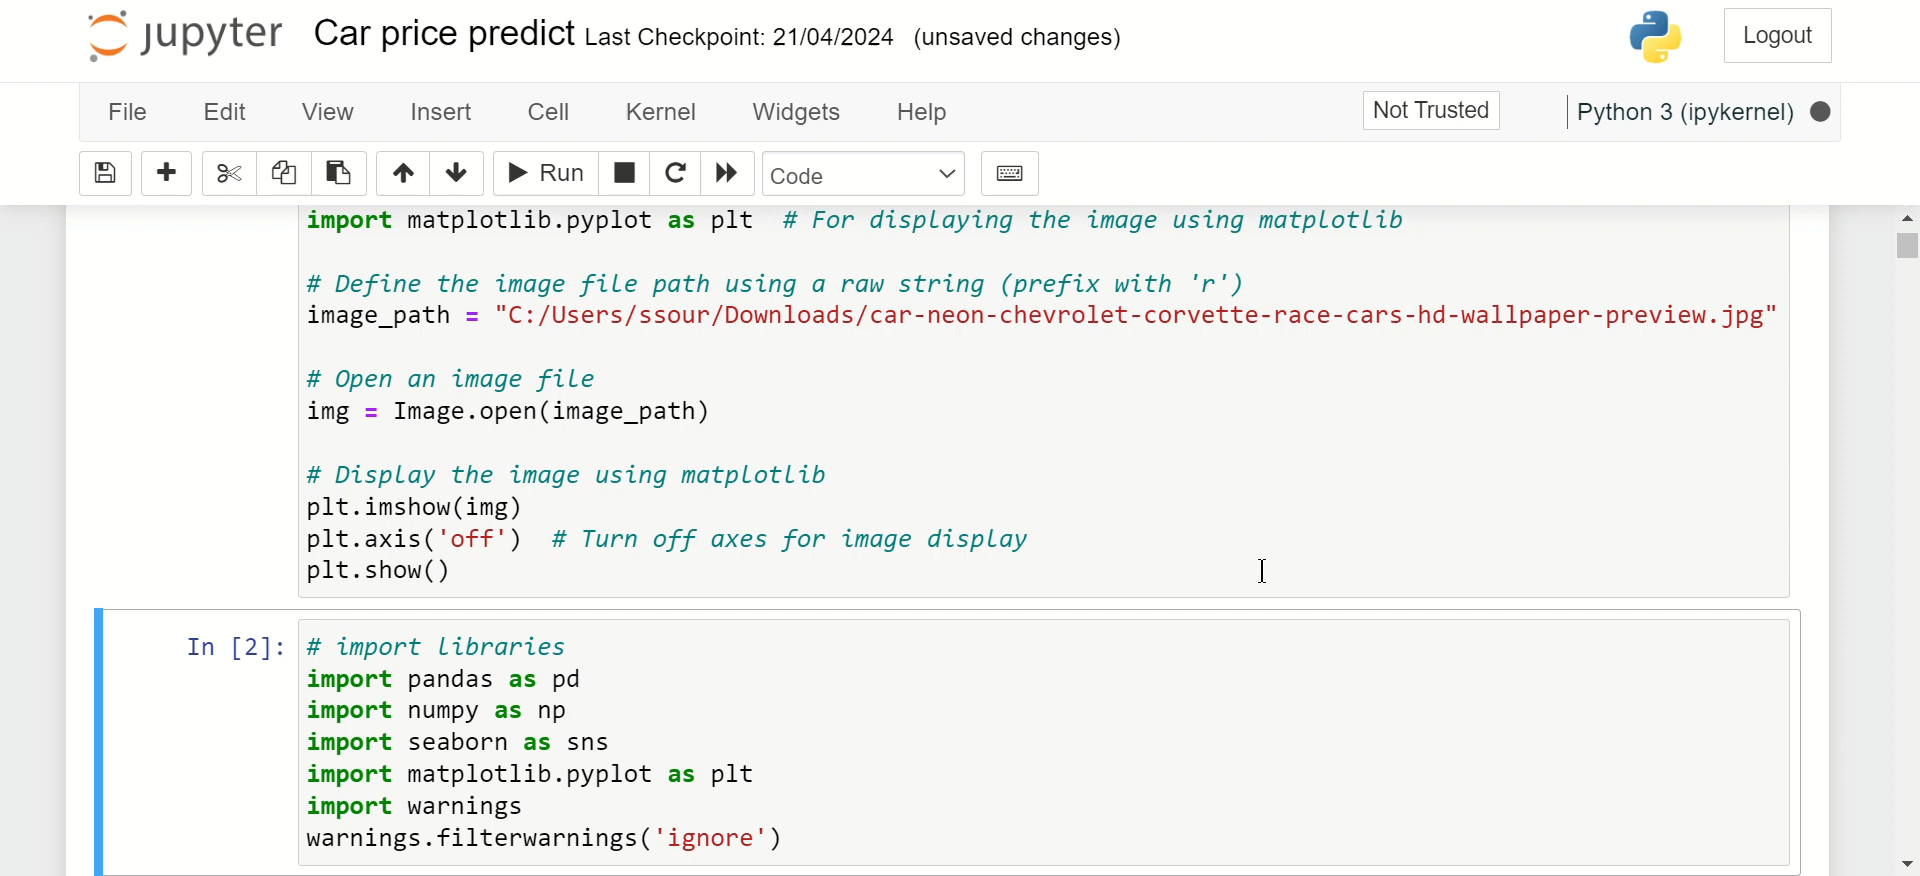 jupyter Car price predict Last Checkpoint: 21/04/2024 (unsaved changes) Logout
File Edit View Insert Cell Kernel Widgets Help Not Trusted Python 3 (ipykernel)
Run Code
import matplotlib.pyplot as plt  # For displaying the image using matplotlib
# Define the image file path using a raw string (prefix with 'r')
image_path = "C:/Users/ssour/Downloads/car-neon-chevrolet-corvette-race-cars-hd-wallpaper-preview.jpg"
# Open an image file
img = Image.open(image_path)
# Display the image using matplotlib
plt.imshow(img)
plt.axis('off')  # Turn off axes for image display
plt.show()
In [2]: # import libraries
import pandas as pd
import numpy as np
import seaborn as sns
import matplotlib.pyplot as plt
import warnings
warnings.filterwarnings('ignore')